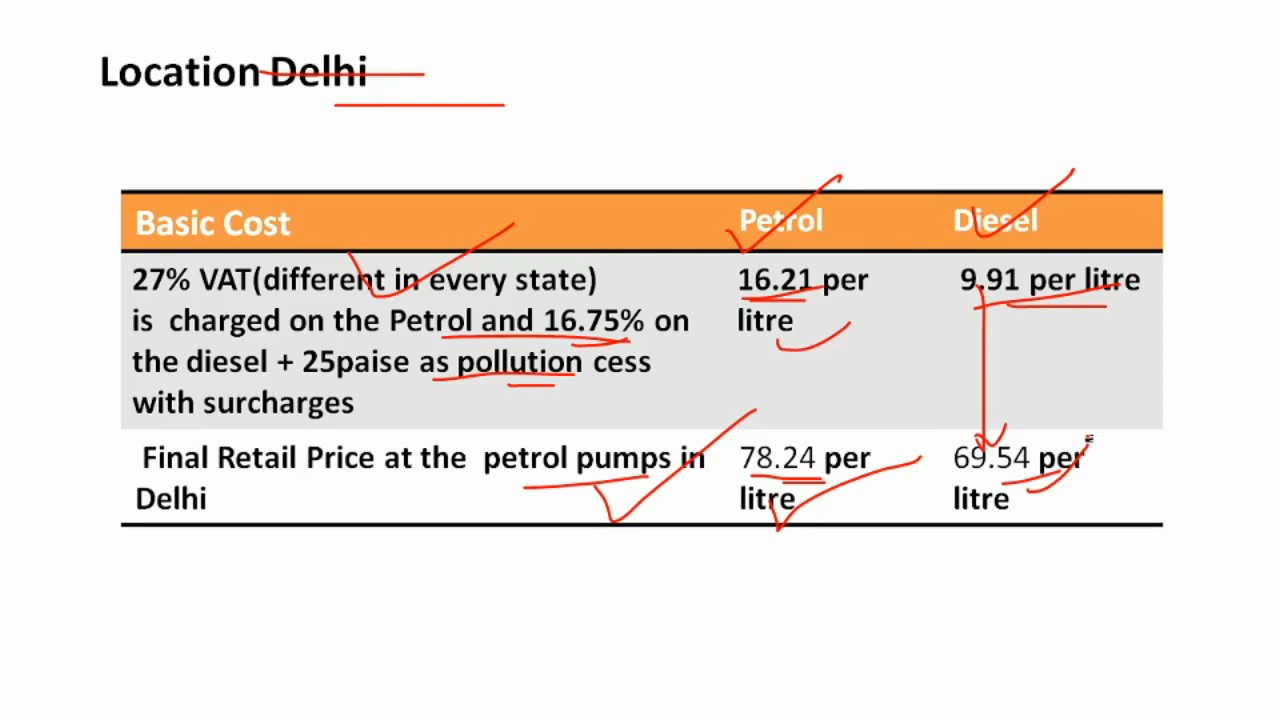 Location Delhi
Basic Cost Petrol Diesel
27% VAT(different in every state) 16.21 per 9.91 per litre
is charged on the Petrol and 16.75% on litre
the diesel + 25paise as pollution cess
with surcharges
Final Retail Price at the petrol pumps in 78.24 per 69.54 per
Delhi litre litre